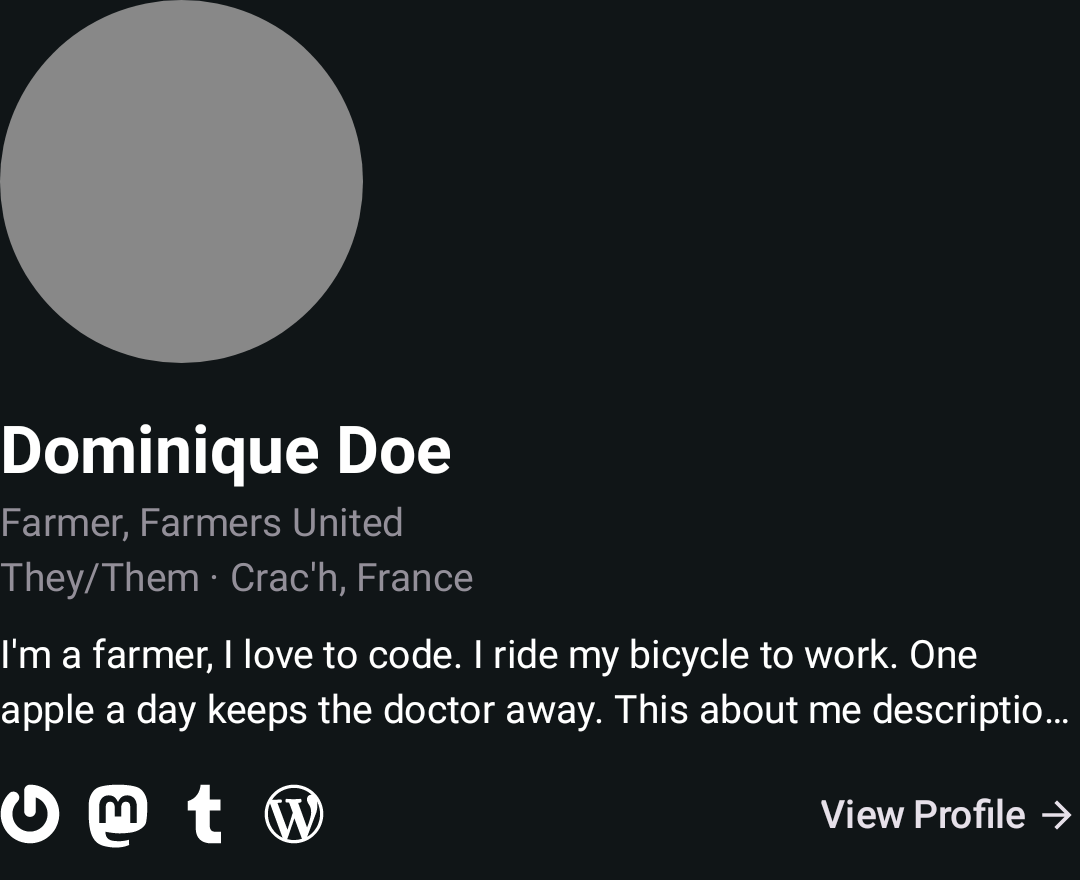 Dominique Doe
Farmer, Farmers United
They/Them · Crac'h, France
I'm a farmer, I love to code. I ride my bicycle to work. One
apple a day keeps the doctor away. This about me descriptio…
View Profile →